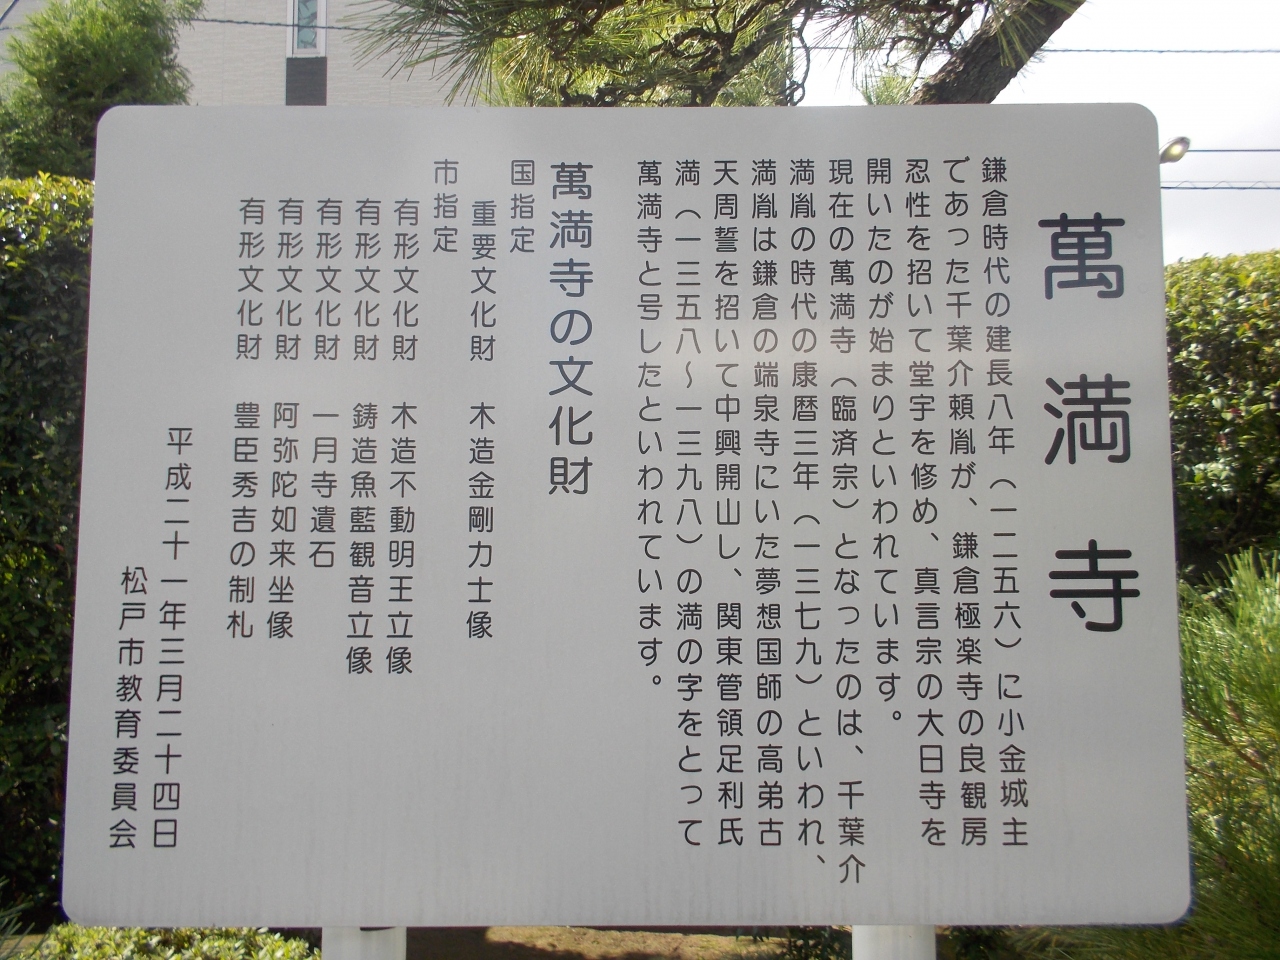 萬満寺
鎌倉時代の建長八年（一二五六）に小金城主
であった千葉介頼胤が、鎌倉極楽寺の良観房
忍性を招いて堂宇を修め、真言宗の大日寺を
開いたのが始まりといわれています。
現在の萬満寺（臨済宗）となったのは、千葉介
満胤の時代の康暦三年（一三七九）といわれ、
満胤は鎌倉の端泉寺にいた夢想国師の高弟古
天周誓を招いて中興開山し、関東管領足利氏
満（一三五八～一三九八）の満の字をとって
萬満寺と号したといわれています。
萬満寺の文化財
国指定
重要文化財　木造金剛力士像
市指定
有形文化財　木造不動明王立像
有形文化財　鋳造魚藍観音立像
有形文化財　一月寺遺石
有形文化財　阿弥陀如来坐像
有形文化財　豊臣秀吉の制札
平成二十一年三月二十四日
松戸市教育委員会